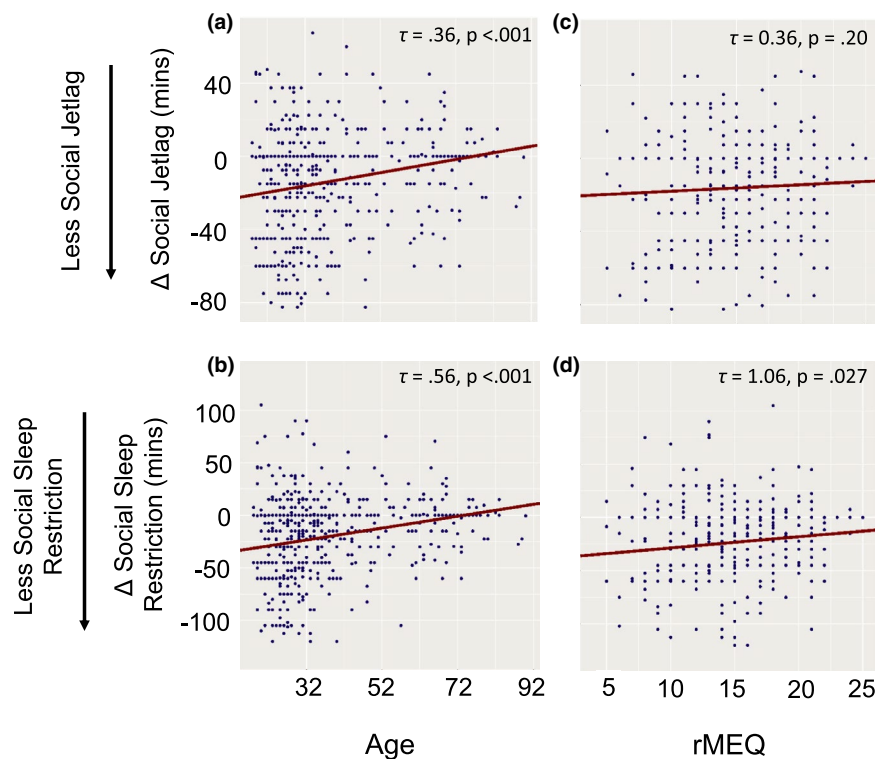 (a)
τ = .36, p <.001
(c)
τ = 0.36, p = .20
Less Social Jetlag
Δ Social Jetlag (mins)
40
0
-40
-80
(b)
τ = .56, p <.001
(d)
τ = 1.06, p = .027
Less Social Sleep
Restriction
Δ Social Sleep
Restriction (mins)
100
50
0
-50
-100
32 52 72 92
5 10 15 20 25
Age
rMEQ